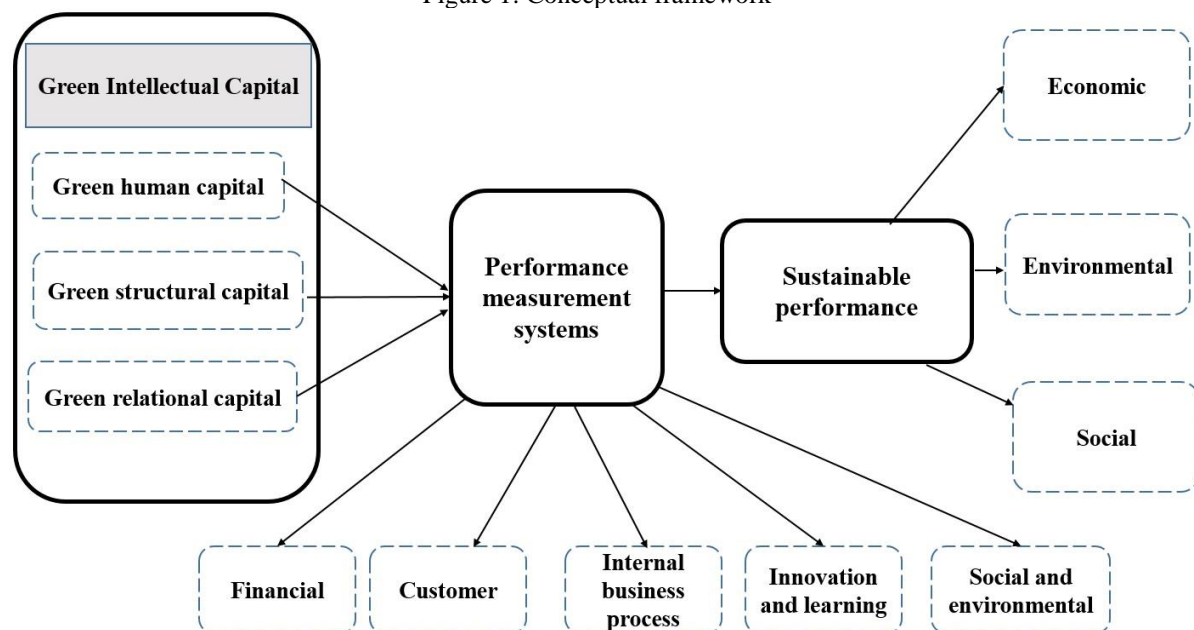 Figure 1: Conceptual framework
Green Intellectual Capital
Green human capital
Green structural capital
Green relational capital
Performance
measurement
systems
Sustainable
performance
Economic
Environmental
Social
Financial
Customer
Internal
business
process
Innovation
and learning
Social and
environmental